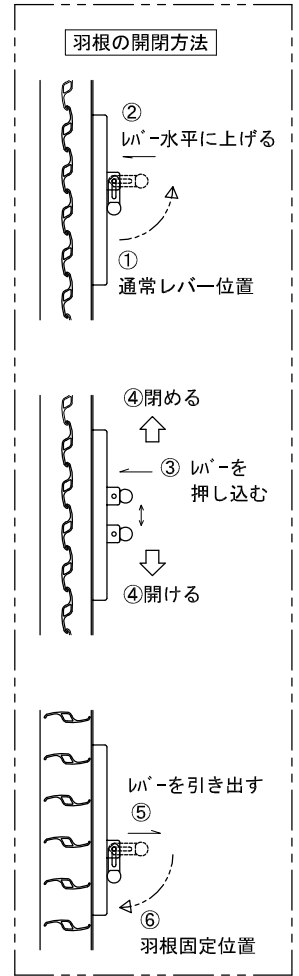 羽根の開閉方法
②
ﾚﾊﾞｰ水平に上げる
①
通常レバー位置
④閉める
③ ﾚﾊﾞｰを
押し込む
④開ける
ﾚﾊﾞｰを引き出す
⑤
⑥
羽根固定位置